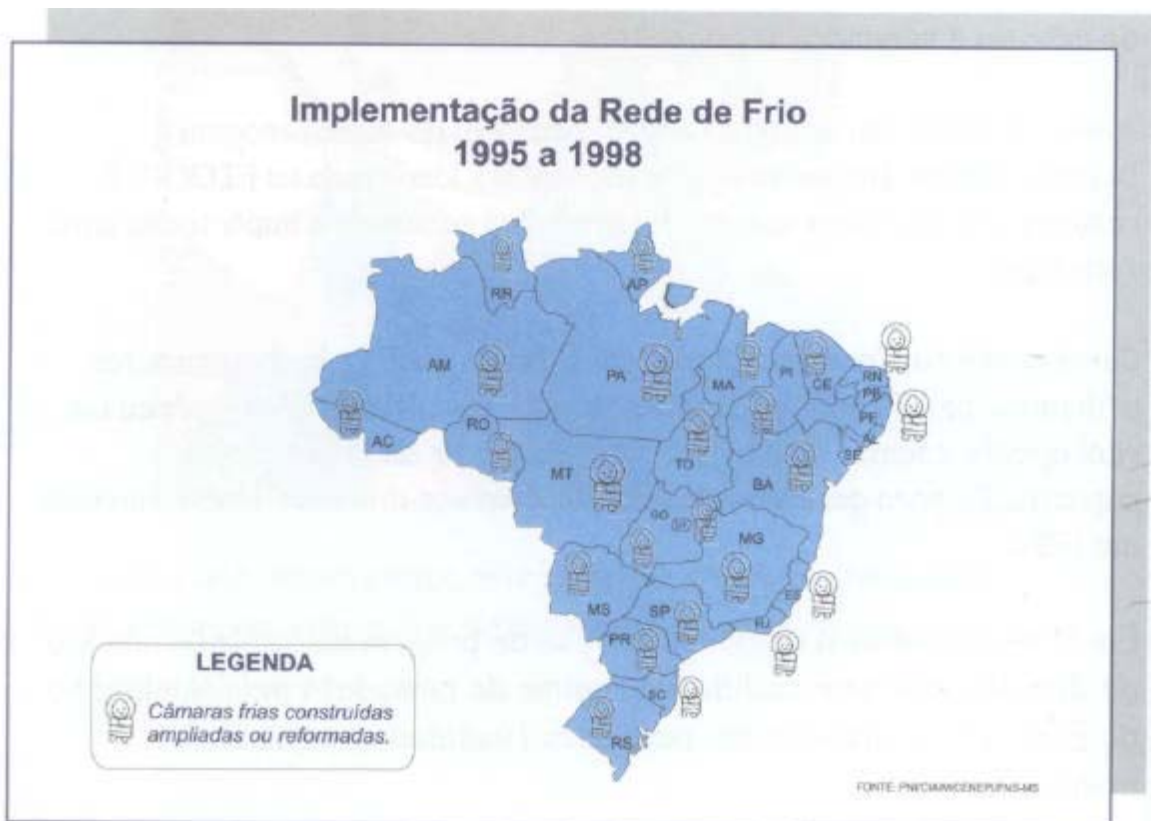 Implementação da Rede de Frio
1995 a 1998
RR
AP
AM
PA
MA
PI
CE
RN
PB
PE
AL
SE
AC
RO
TO
MT
BA
GO
DF
MG
ES
MS
SP
RJ
PR
SC
RS
LEGENDA
Câmaras frias construídas
ampliadas ou reformadas.